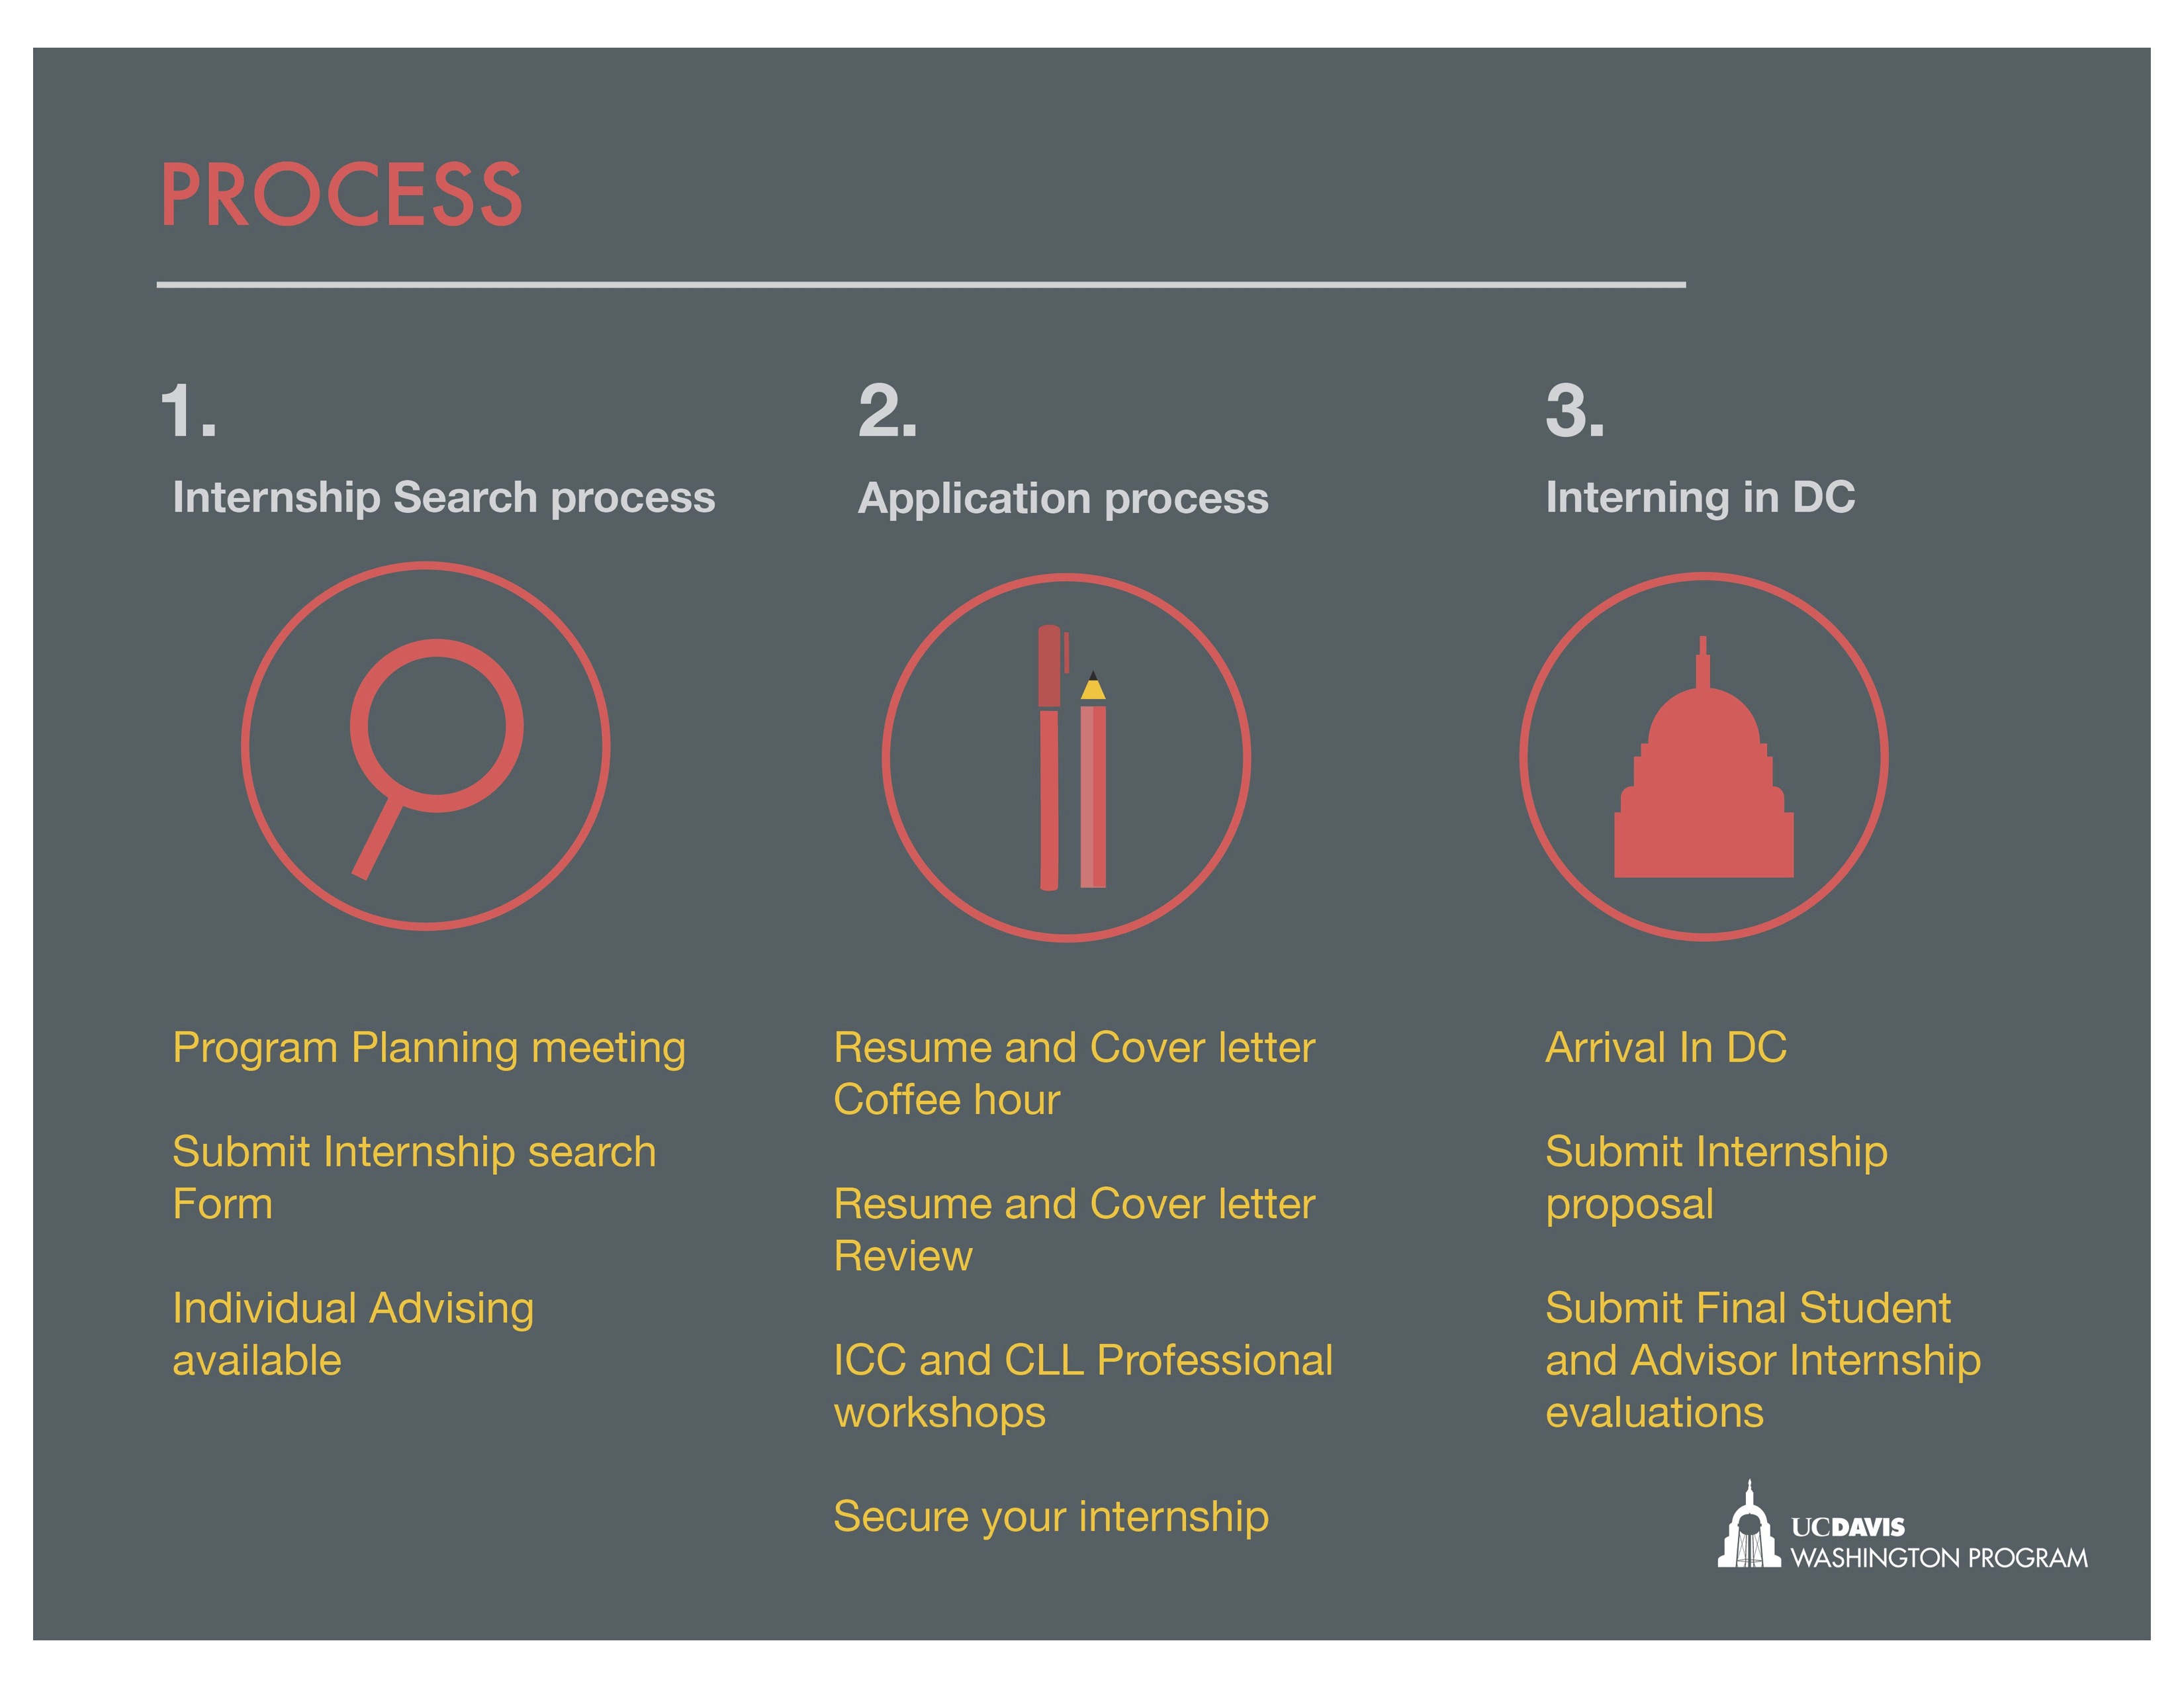 PROCESS
1.
Internship Search process
Program Planning meeting
Submit Internship search
Form
Individual Advising
available
2.
Application process
Resume and Cover letter
Coffee hour
Resume and Cover letter
Review
ICC and CLL Professional
workshops
Secure your internship
3.
Interning in DC
Arrival In DC
Submit Internship
proposal
Submit Final Student
and Advisor Internship
evaluations
UCDAVIS
WASHINGTON PROGRAM